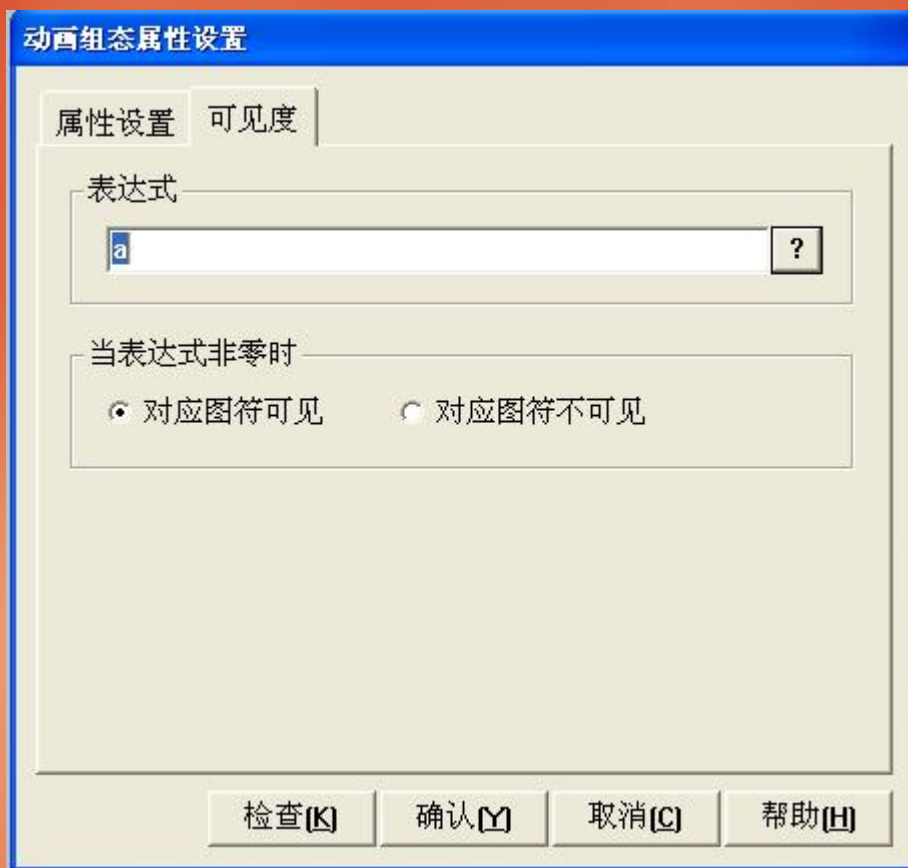 动画组态属性设置
属性设置 可见度
表达式
a ?
当表达式非零时
对应图符可见 对应图符不可见
检查[K] 确认[Y] 取消[C] 帮助[H]